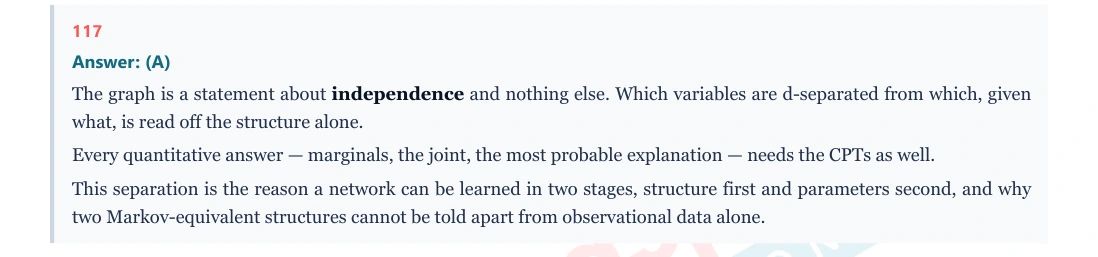 117
Answer: (A)
The graph is a statement about independence and nothing else. Which variables are d-separated from which, given
what, is read off the structure alone.
Every quantitative answer — marginals, the joint, the most probable explanation — needs the CPTs as well.
This separation is the reason a network can be learned in two stages, structure first and parameters second, and why
two Markov-equivalent structures cannot be told apart from observational data alone.